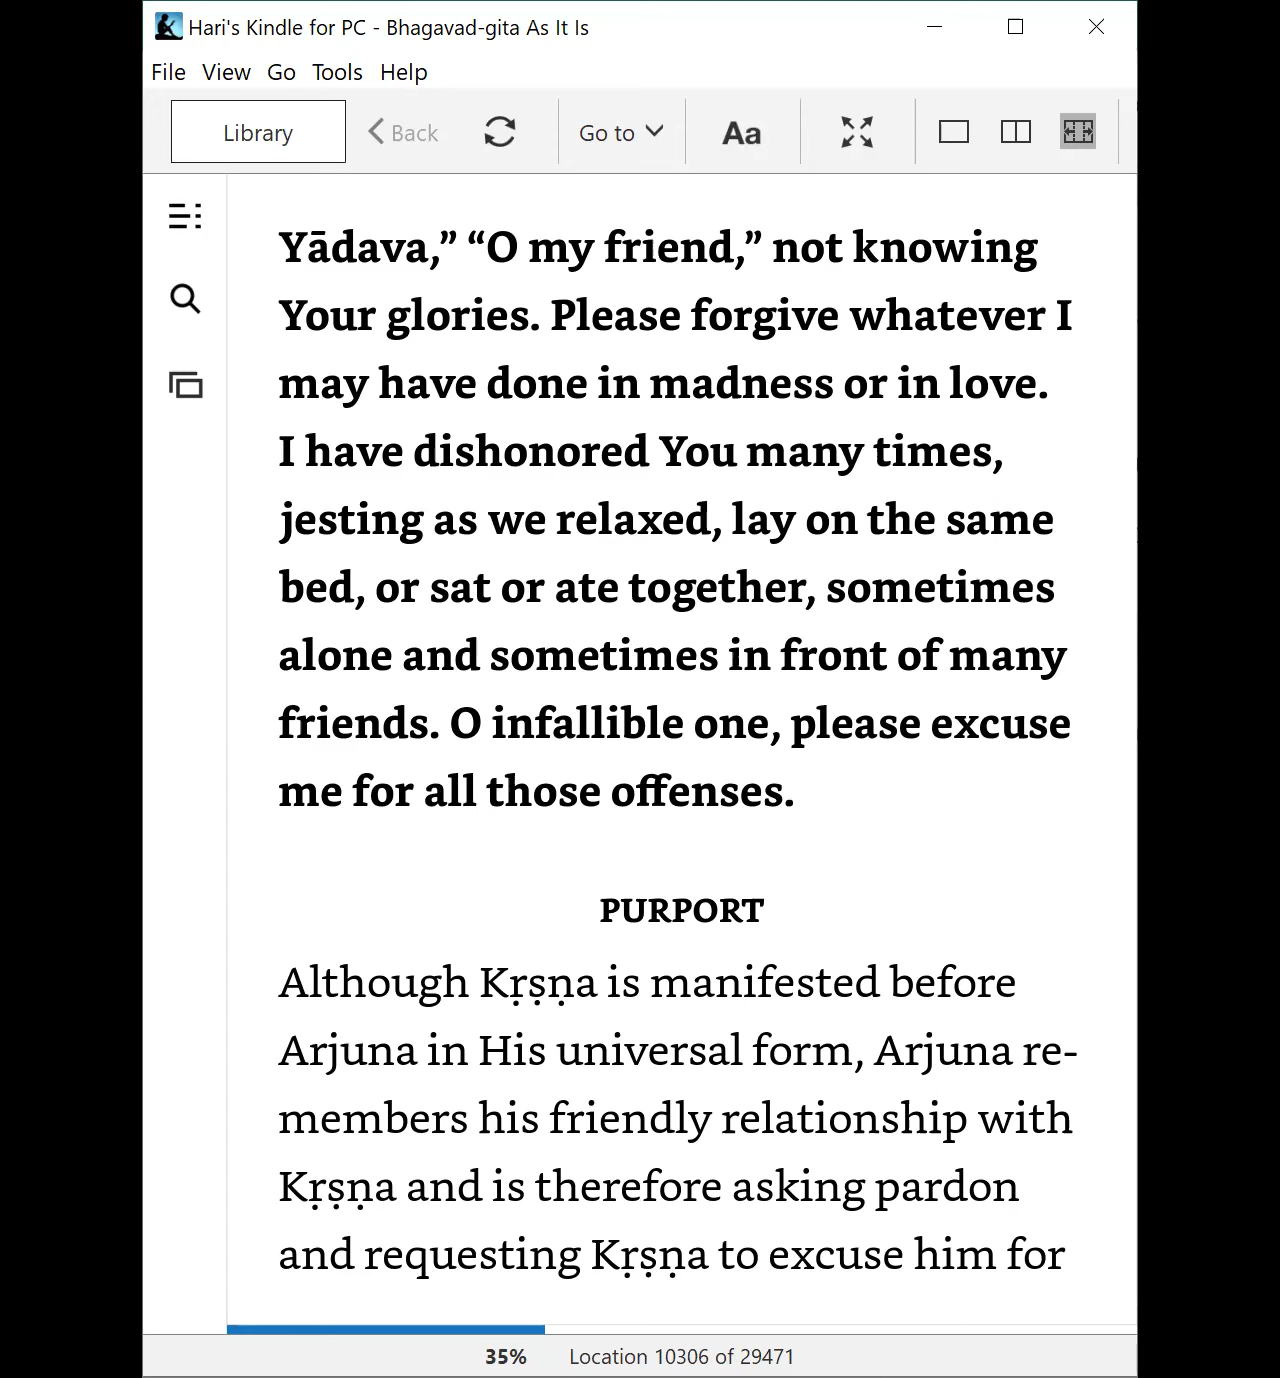 Hari's Kindle for PC - Bhagavad-gita As It Is
File View Go Tools Help
Library Back Go to Aa
Yādava,” “O my friend,” not knowing
Your glories. Please forgive whatever I
may have done in madness or in love.
I have dishonored You many times,
jesting as we relaxed, lay on the same
bed, or sat or ate together, sometimes
alone and sometimes in front of many
friends. O infallible one, please excuse
me for all those offenses.
PURPORT
Although Kṛṣṇa is manifested before
Arjuna in His universal form, Arjuna re-
members his friendly relationship with
Kṛṣṇa and is therefore asking pardon
and requesting Kṛṣṇa to excuse him for
35% Location 10306 of 29471